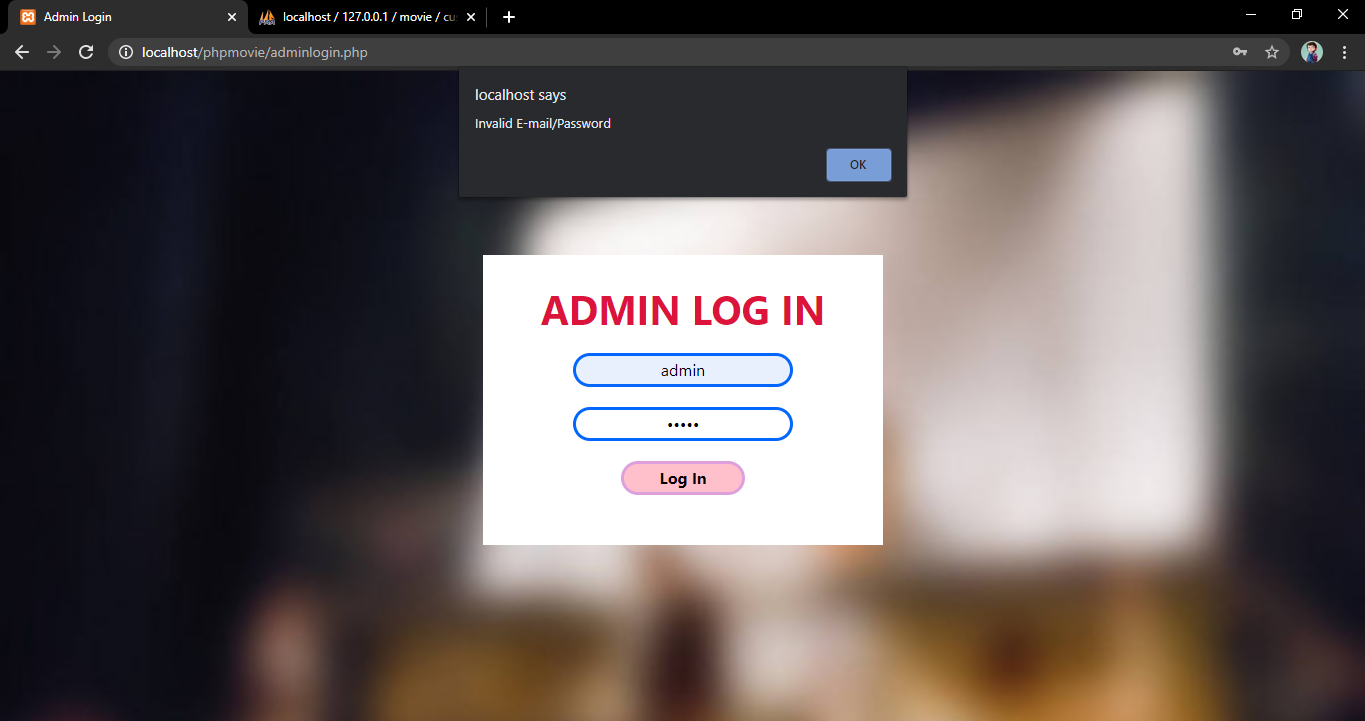 Admin Login
localhost / 127.0.0.1 / movie / cu
localhost/phpmovie/adminlogin.php
localhost says
Invalid E-mail/Password
OK
ADMIN LOG IN
admin
•••••
Log In